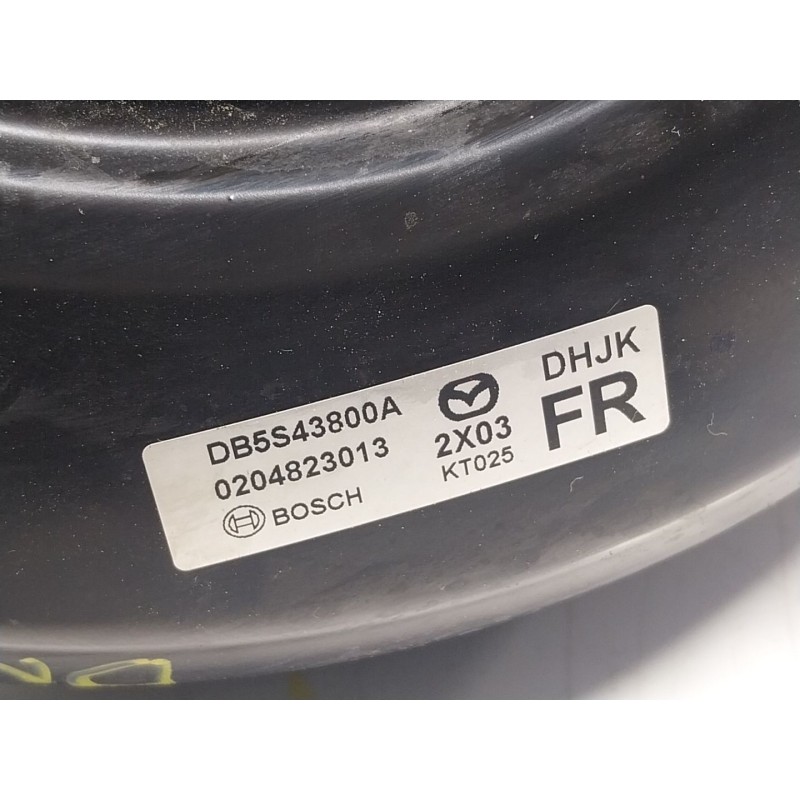 DB5S43800A
0204823013
BOSCH
2X03
KT025
DHJK
FR